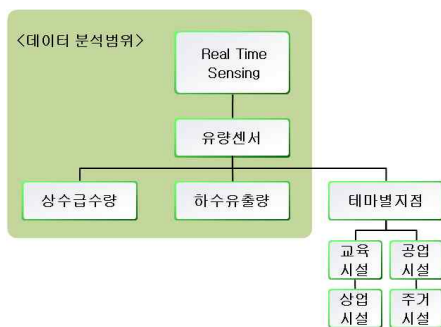 <데이터 분석범위>
Real Time
Sensing
유량센서
상수급수량
하수유출량
테마별지점
교육
시설
공업
시설
상업
시설
주거
시설